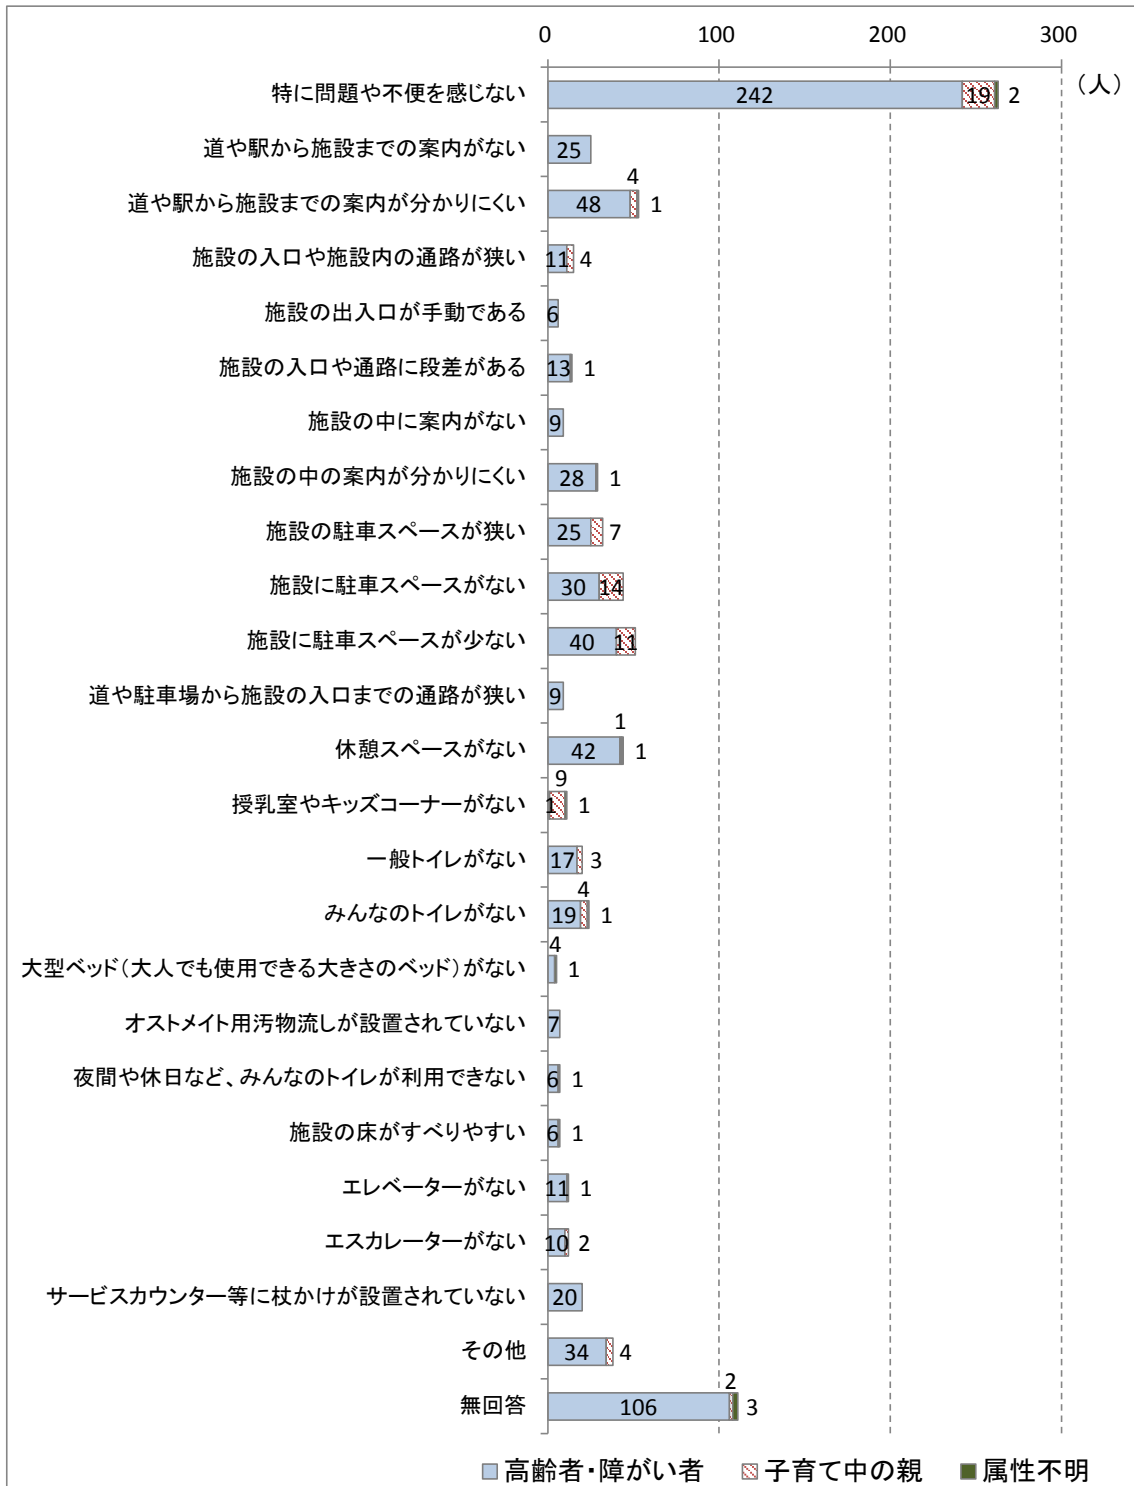 0 100 200 300
（人）
特に問題や不便を感じない 242 19 2
道や駅から施設までの案内がない 25
4
道や駅から施設までの案内が分かりにくい 48 1
施設の入口や施設内の通路が狭い 11 4
施設の出入口が手動である 6
施設の入口や通路に段差がある 13 1
施設の中に案内がない 9
施設の中の案内が分かりにくい 28 1
施設の駐車スペースが狭い 25 7
施設に駐車スペースがない 30 14
施設に駐車スペースが少ない 40 11
道や駐車場から施設の入口までの通路が狭い 9
1
休憩スペースがない 42 1
9
授乳室やキッズコーナーがない 1 1
一般トイレがない 17 3
4
みんなのトイレがない 19 1
4
大型ベッド（大人でも使用できる大きさのベッド）がない 1
オストメイト用汚物流しが設置されていない 7
夜間や休日など、みんなのトイレが利用できない 6 1
施設の床がすべりやすい 6 1
エレベーターがない 11 1
エスカレーターがない 10 2
サービスカウンター等に杖かけが設置されていない 20
その他 34 4
2
無回答 106 3
高齢者・障がい者 子育て中の親 属性不明